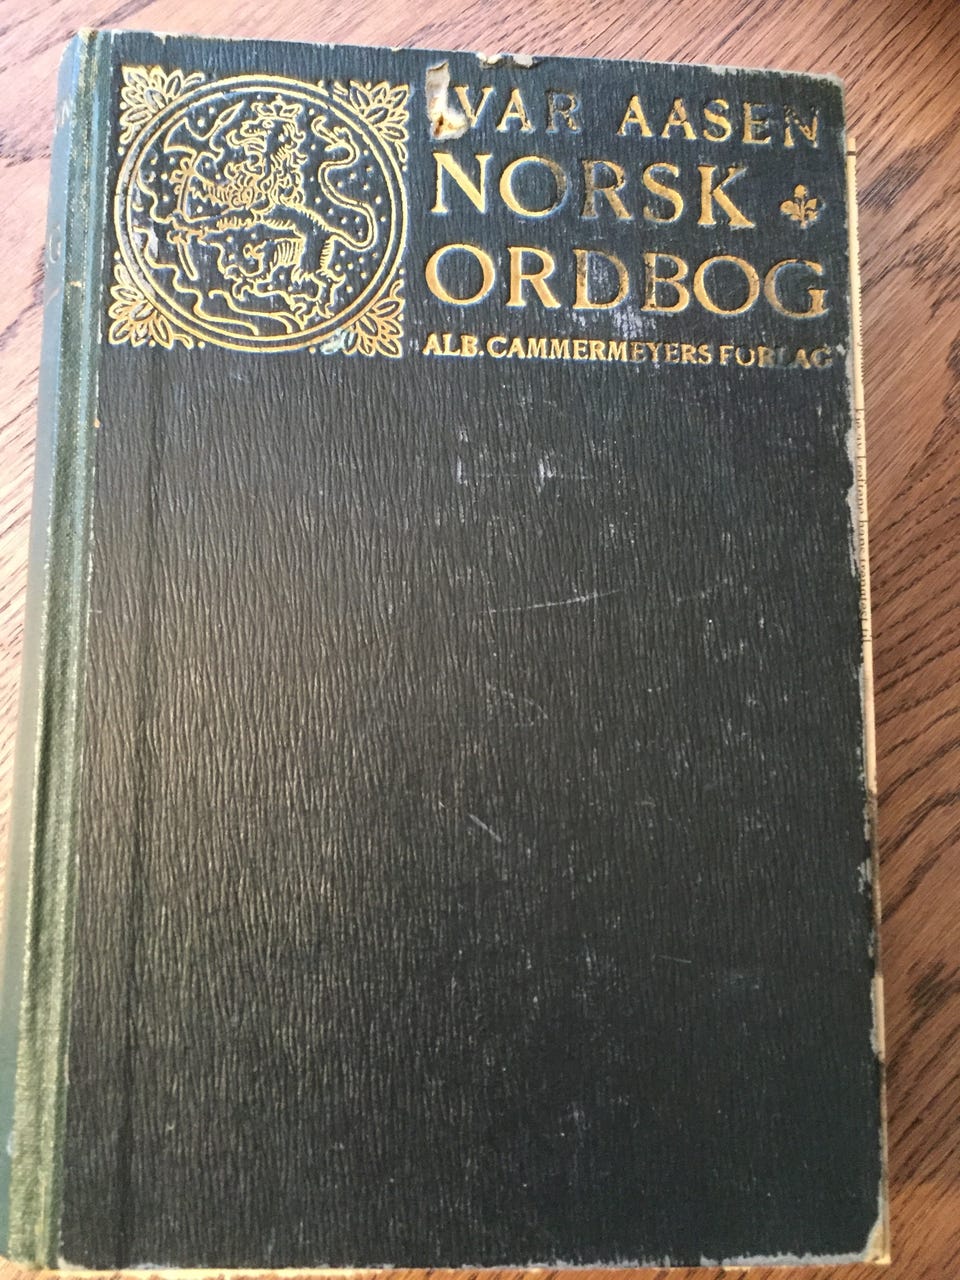 IVAR AASEN
NORSK
ORDBOG
ALB. CAMMERMEYERS FORLAG